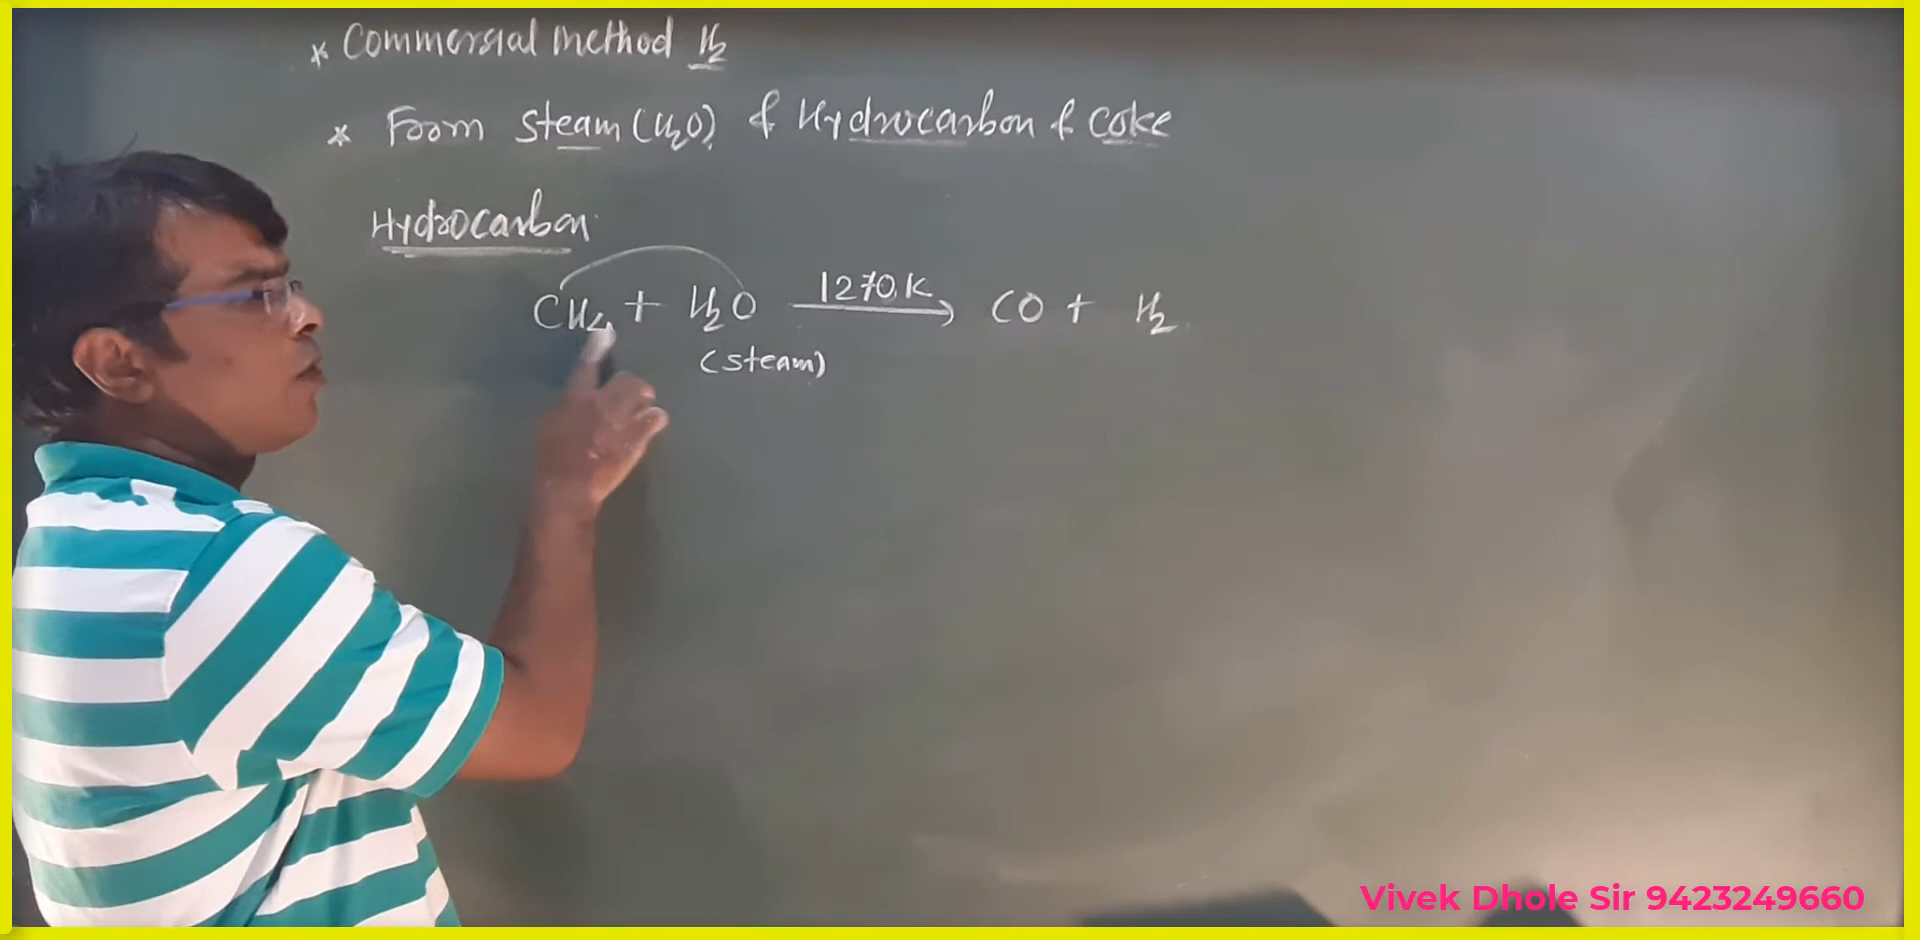 * Commersial method H₂
* From steam (H₂O) & Hydrocarbon & Coke
Hydrocarbon
CH₄ + H₂O 1270 K → CO + H₂
(steam)
Vivek Dhole Sir 9423249660